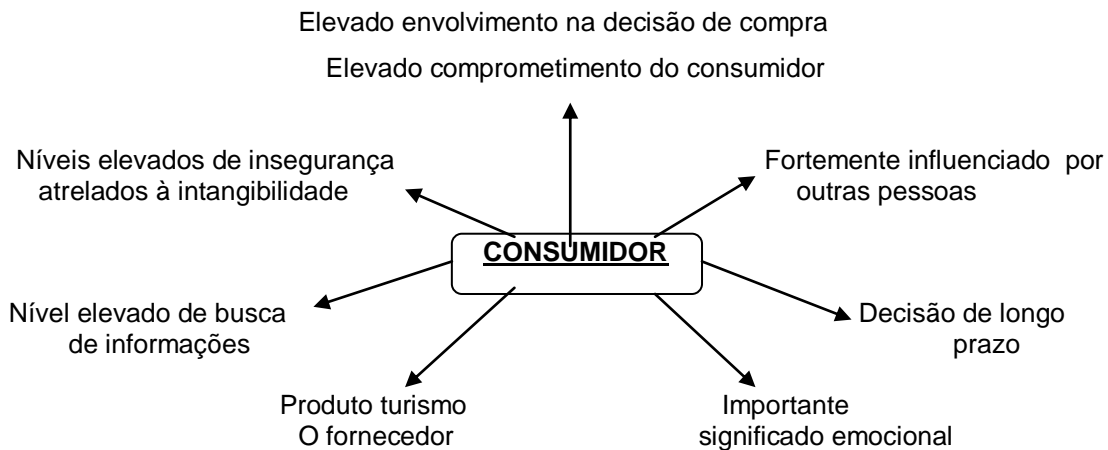 Elevado envolvimento na decisão de compra
Elevado comprometimento do consumidor
Níveis elevados de insegurança
atrelados à intangibilidade
Fortemente influenciado por
outras pessoas
CONSUMIDOR
Nível elevado de busca
de informações
Decisão de longo
prazo
Produto turismo
O fornecedor
Importante
significado emocional